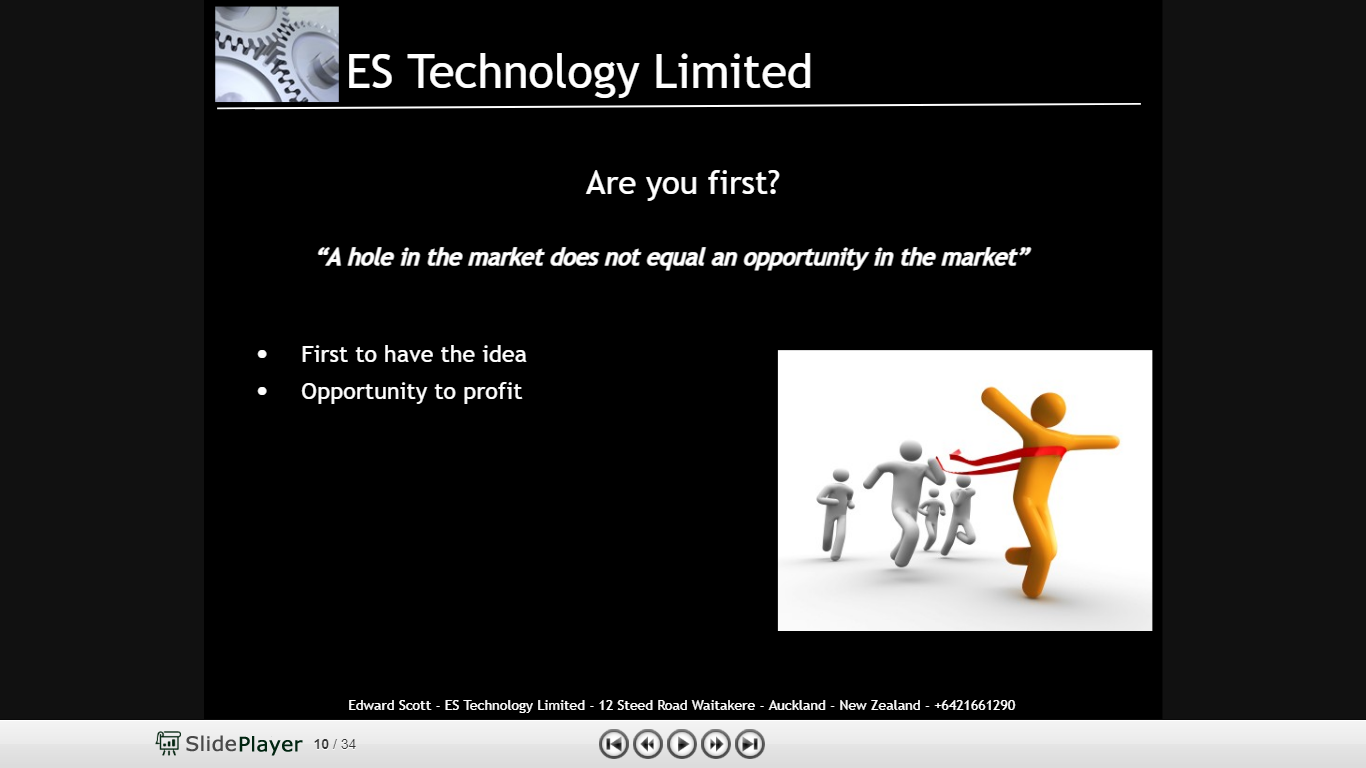 ES Technology Limited
Are you first?
“A hole in the market does not equal an opportunity in the market”
• First to have the idea
• Opportunity to profit
Edward Scott - ES Technology Limited - 12 Steed Road Waitakere - Auckland - New Zealand - +6421661290
SlidePlayer 10 / 34